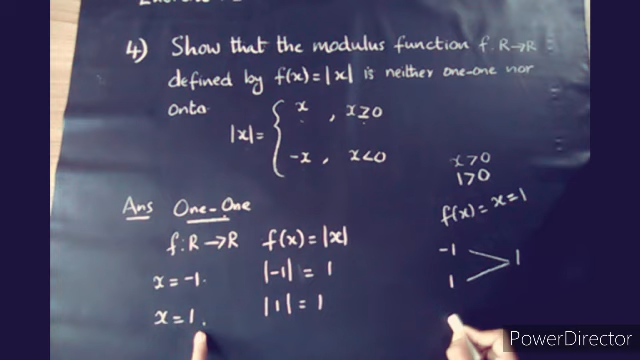 4) Show that the modulus function f: R→R
defined by f(x) = |x| is neither one-one nor
onto
|x| = { x , x ≥ 0
-x , x < 0
x > 0
1 > 0
f(x) = x = 1
Ans One-One
f: R → R f(x) = |x|
x = -1. |-1| = 1
x = 1. |1| = 1
-1
1
1
PowerDirector